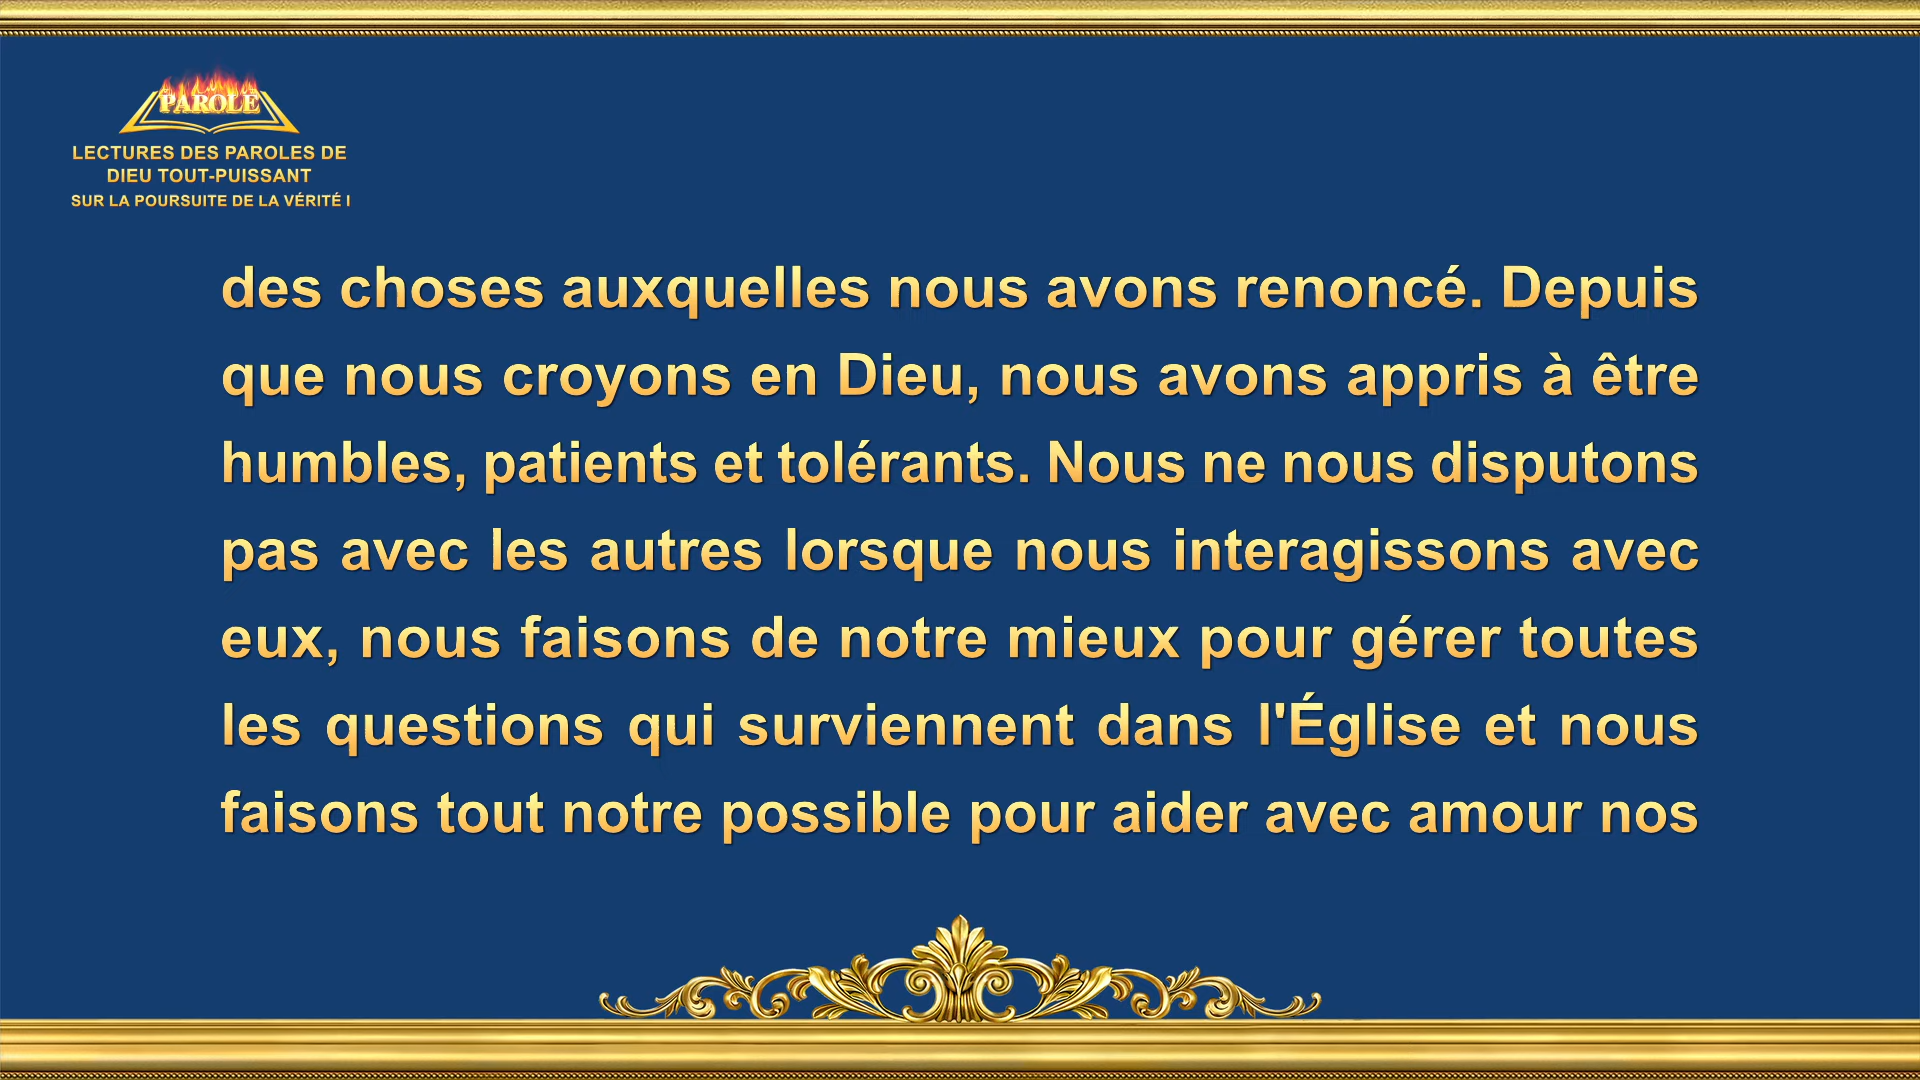 PAROLE
LECTURES DES PAROLES DE
DIEU TOUT-PUISSANT
SUR LA POURSUITE DE LA VÉRITÉ I
des choses auxquelles nous avons renoncé. Depuis
que nous croyons en Dieu, nous avons appris à être
humbles, patients et tolérants. Nous ne nous disputons
pas avec les autres lorsque nous interagissons avec
eux, nous faisons de notre mieux pour gérer toutes
les questions qui surviennent dans l'Église et nous
faisons tout notre possible pour aider avec amour nos